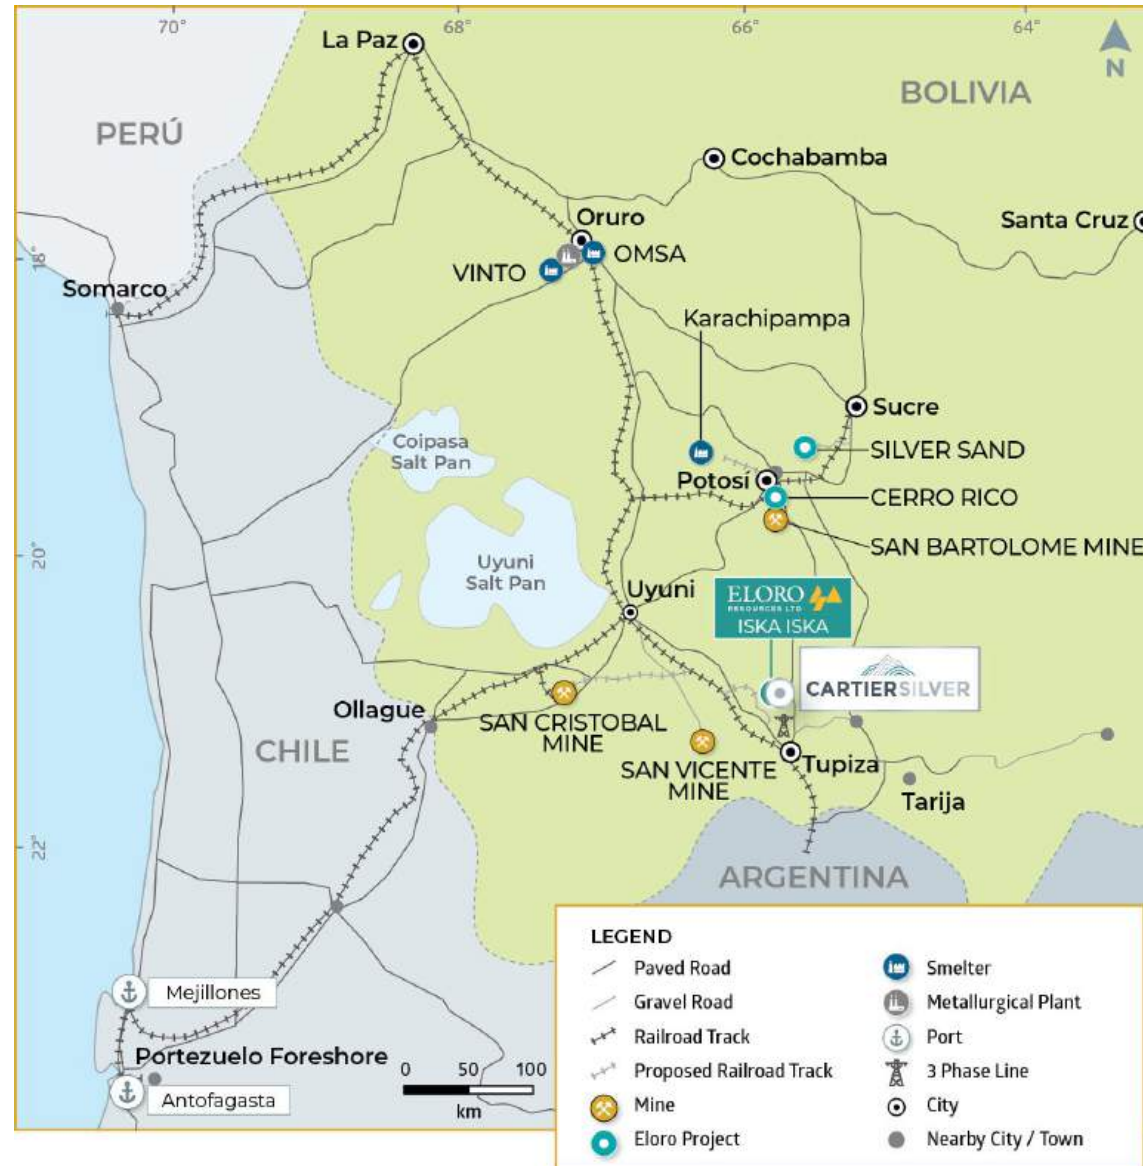 70°
68°
66°
64°
La Paz
N
BOLIVIA
PERÚ
Cochabamba
Santa Cruz
Oruro
OMSA
18°
VINTO
Somarco
Karachipampa
Sucre
Coipasa
Salt Pan
SILVER SAND
Potosí
CERRO RICO
SAN BARTOLOME MINE
20°
Uyuni
Salt Pan
Uyuni
ELORO
RESOURCES LTD
ISKA ISKA
CARTIERSILVER
Ollague
SAN CRISTOBAL
MINE
CHILE
SAN VICENTE
MINE
Tupiza
Tarija
22°
ARGENTINA
Mejillones
Portezuelo Foreshore
Antofagasta
0 50 100
km
LEGEND
Paved Road
Gravel Road
Railroad Track
Proposed Railroad Track
Mine
Eloro Project
Smelter
Metallurgical Plant
Port
3 Phase Line
City
Nearby City / Town